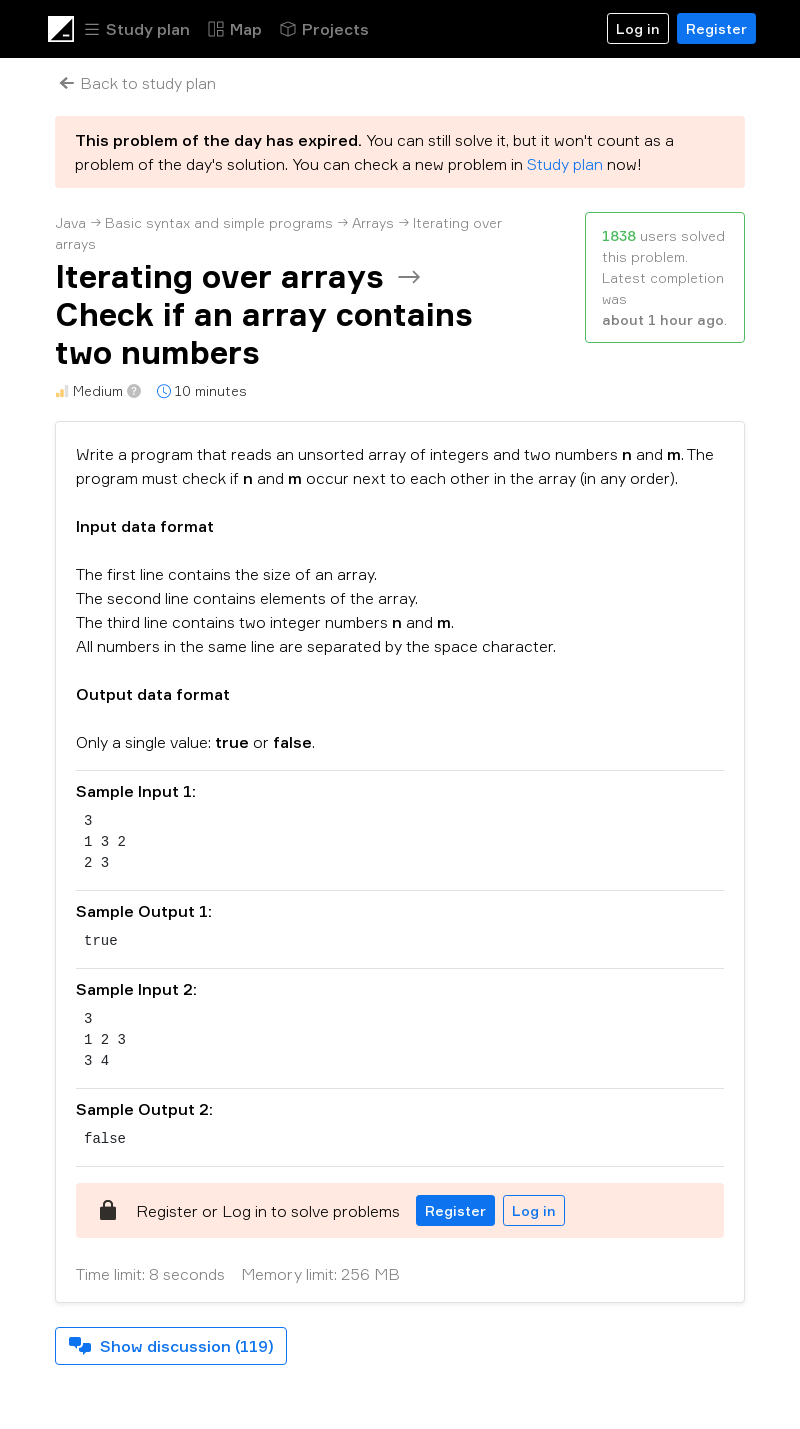 Study plan Map Projects Log in Register
Back to study plan
This problem of the day has expired. You can still solve it, but it won't count as a
problem of the day's solution. You can check a new problem in Study plan now!
Java → Basic syntax and simple programs → Arrays → Iterating over
arrays
Iterating over arrays →
Check if an array contains
two numbers
Medium ? 10 minutes
1838 users solved
this problem.
Latest completion
was
about 1 hour ago.
Write a program that reads an unsorted array of integers and two numbers n and m. The
program must check if n and m occur next to each other in the array (in any order).
Input data format
The first line contains the size of an array.
The second line contains elements of the array.
The third line contains two integer numbers n and m.
All numbers in the same line are separated by the space character.
Output data format
Only a single value: true or false.
Sample Input 1:
3
1 3 2
2 3
Sample Output 1:
true
Sample Input 2:
3
1 2 3
3 4
Sample Output 2:
false
Register or Log in to solve problems Register Log in
Time limit: 8 seconds Memory limit: 256 MB
Show discussion (119)